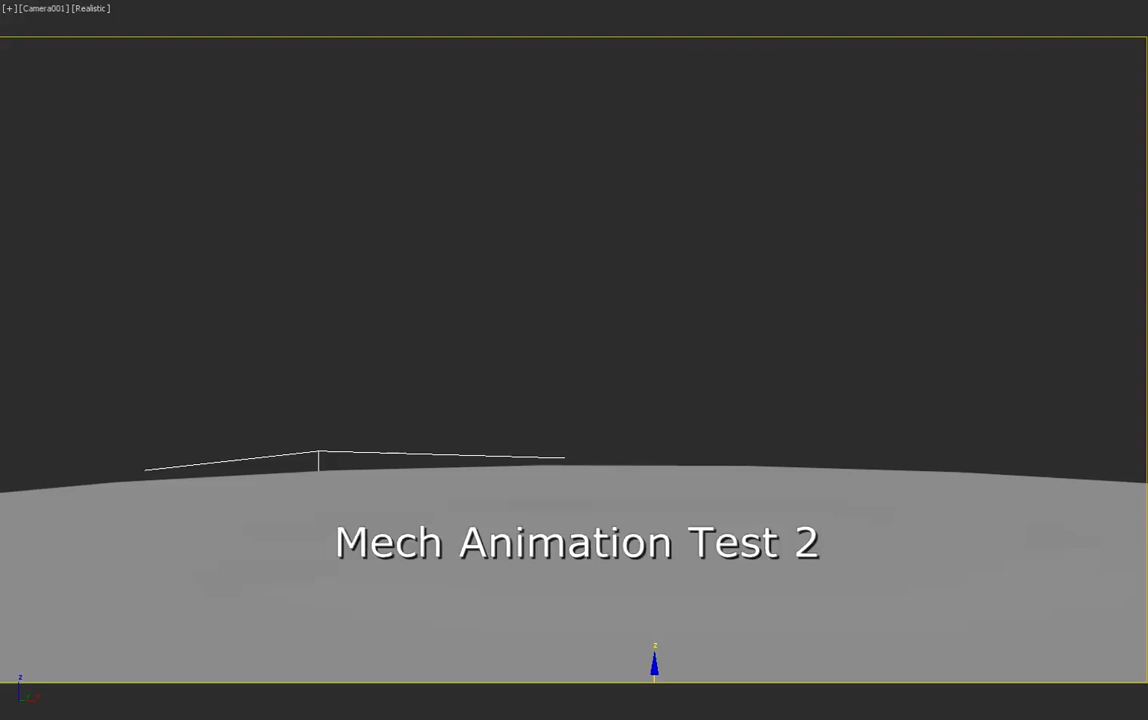 [+] [Camera001] [Realistic]
Mech Animation Test 2
z
z